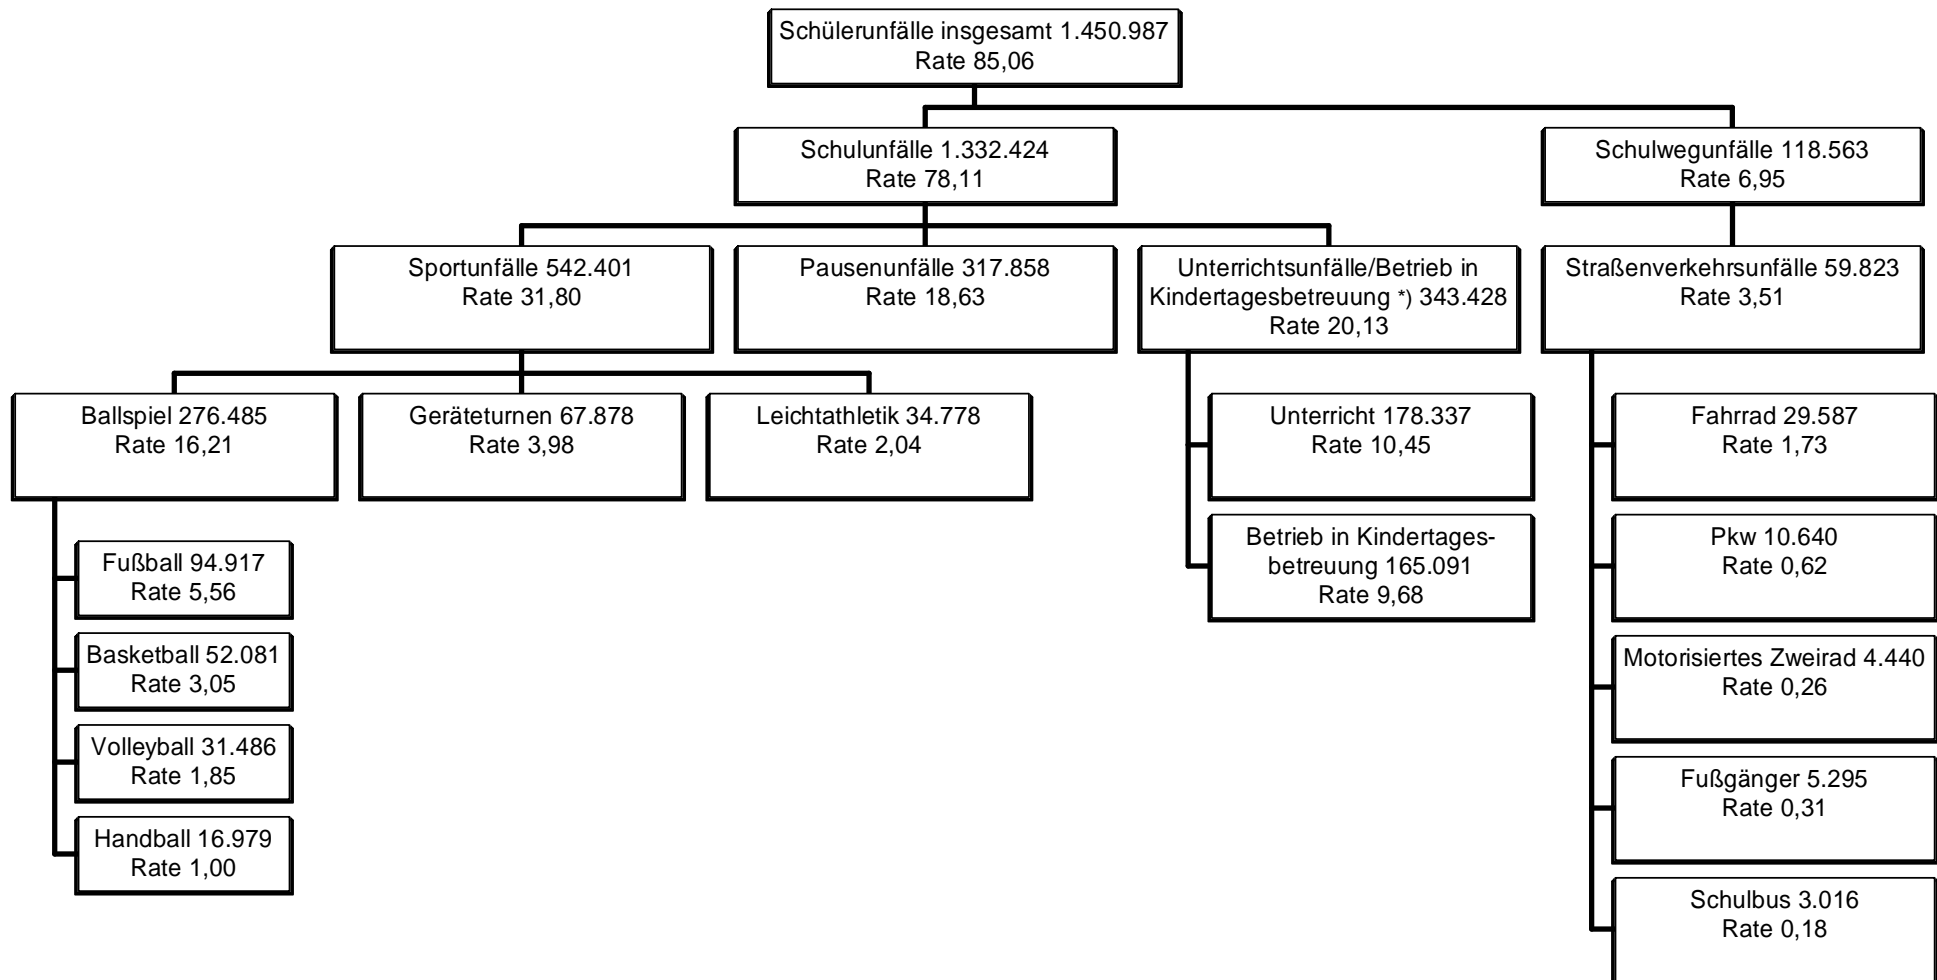 Schülerunfälle insgesamt 1.450.987
Rate 85,06
Schulunfälle 1.332.424
Rate 78,11
Schulwegunfälle 118.563
Rate 6,95
Sportunfälle 542.401
Rate 31,80
Pausenunfälle 317.858
Rate 18,63
Unterrichtsunfälle/Betrieb in
Kindertagesbetreuung *) 343.428
Rate 20,13
Straßenverkehrsunfälle 59.823
Rate 3,51
Ballspiel 276.485
Rate 16,21
Geräteturnen 67.878
Rate 3,98
Leichtathletik 34.778
Rate 2,04
Unterricht 178.337
Rate 10,45
Fahrrad 29.587
Rate 1,73
Betrieb in Kindertages-
betreuung 165.091
Rate 9,68
Pkw 10.640
Rate 0,62
Fußball 94.917
Rate 5,56
Basketball 52.081
Rate 3,05
Motorisiertes Zweirad 4.440
Rate 0,26
Volleyball 31.486
Rate 1,85
Fußgänger 5.295
Rate 0,31
Handball 16.979
Rate 1,00
Schulbus 3.016
Rate 0,18